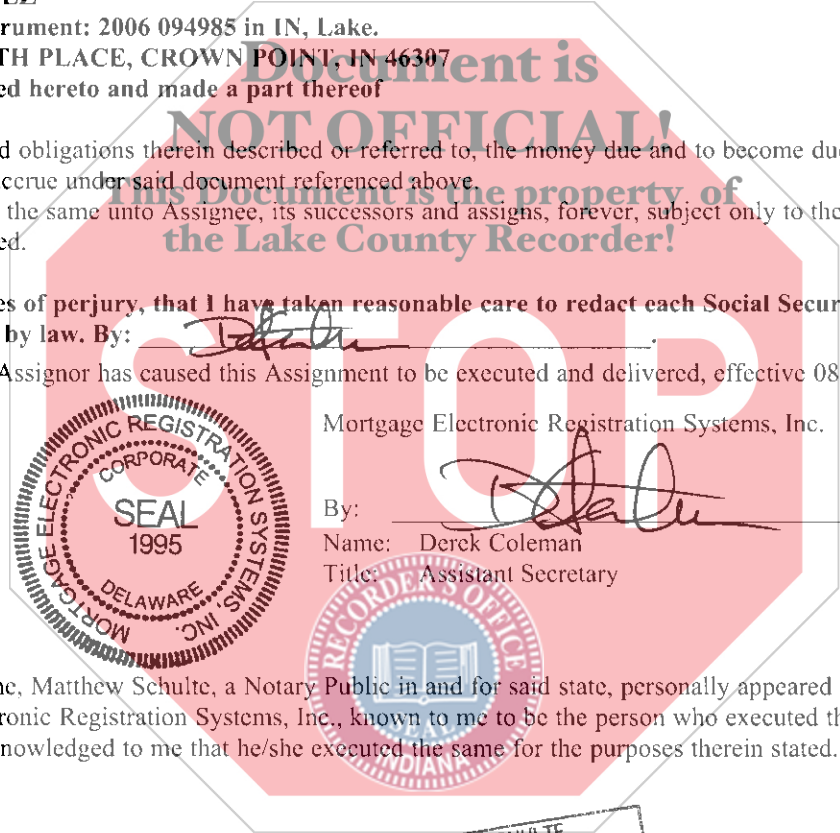 rument: 2006 094985 in IN, Lake.
TH PLACE, CROWN POINT, IN 46307
ed hereto and made a part thereof
Document is
NOT OFFICIAL!
This Document is the property of
the Lake County Recorder!
d obligations therein described or referred to, the money due and to become du
ccrue under said document referenced above.
the same unto Assignee, its successors and assigns, forever, subject only to the
ed.
es of perjury, that I have taken reasonable care to redact each Social Secur
by law. By:
Assignor has caused this Assignment to be executed and delivered, effective 08
STOP
MORTGAGE ELECTRONIC REGISTRATION SYSTEMS, INC.
CORPORATE
SEAL
1995
DELAWARE
Mortgage Electronic Registration Systems, Inc.
By:
Name: Derek Coleman
Title: Assistant Secretary
RECORDER'S OFFICE
INDIANA
ne, Matthew Schulte, a Notary Public in and for said state, personally appeared
ronic Registration Systems, Inc., known to me to be the person who executed th
nowledged to me that he/she executed the same for the purposes therein stated.